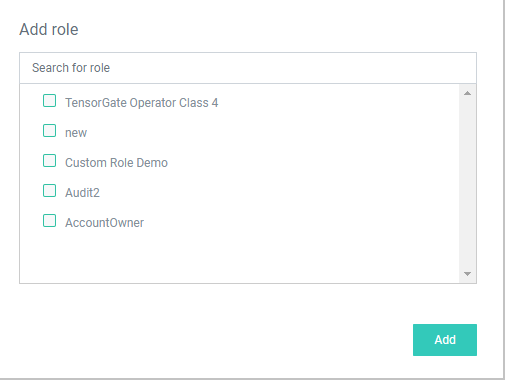 Add role
Search for role
TensorGate Operator Class 4
new
Custom Role Demo
Audit2
AccountOwner
Add